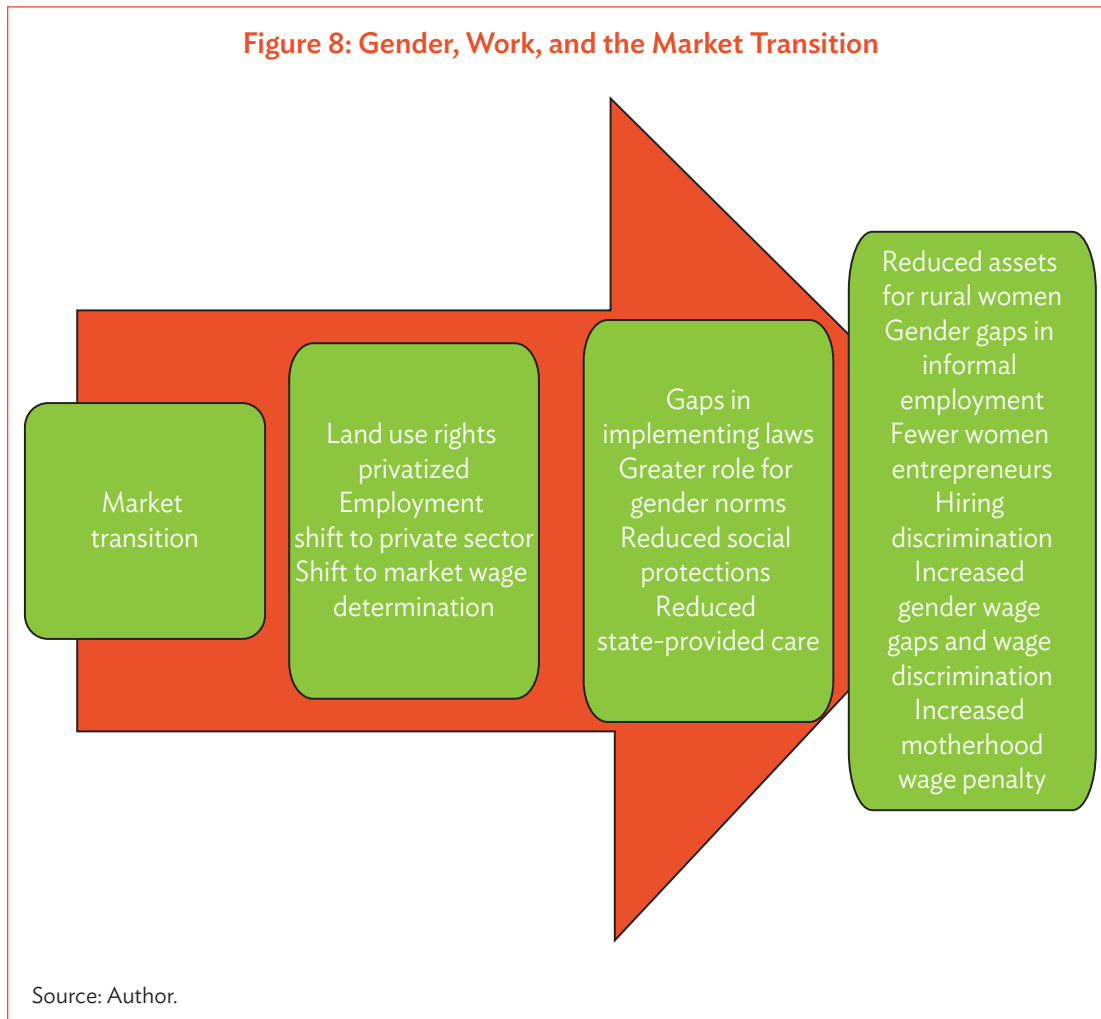 Figure 8: Gender, Work, and the Market Transition
Market
transition
Land use rights
privatized
Employment
shift to private sector
Shift to market wage
determination
Gaps in
implementing laws
Greater role for
gender norms
Reduced social
protections
Reduced
state-provided care
Reduced assets
for rural women
Gender gaps in
informal
employment
Fewer women
entrepreneurs
Hiring
discrimination
Increased
gender wage
gaps and wage
discrimination
Increased
motherhood
wage penalty
Source: Author.